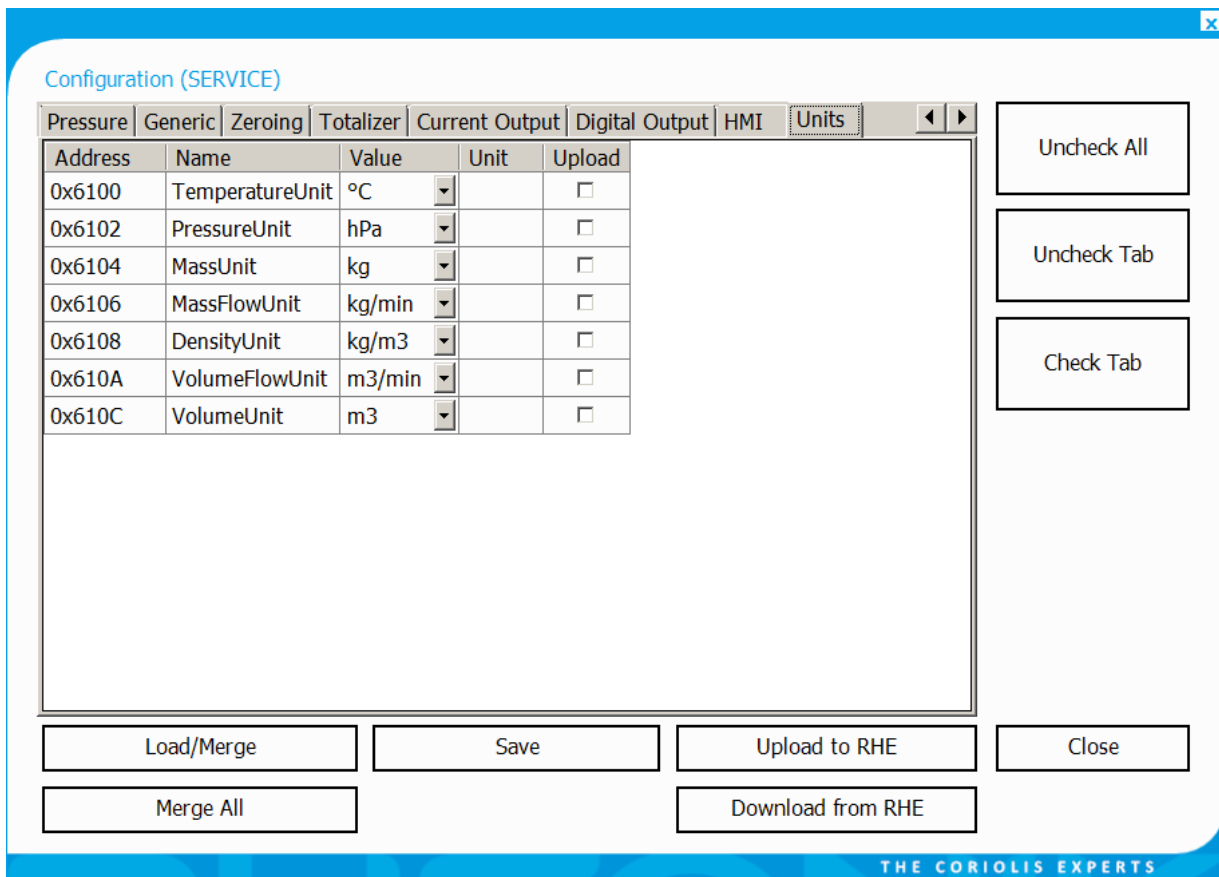 x
Configuration (SERVICE)
Pressure Generic Zeroing Totalizer Current Output Digital Output HMI Units
Uncheck All
Address Name Value Unit Upload
0x6100 TemperatureUnit °C
0x6102 PressureUnit hPa
Uncheck Tab
0x6104 MassUnit kg
0x6106 MassFlowUnit kg/min
0x6108 DensityUnit kg/m3
Check Tab
0x610A VolumeFlowUnit m3/min
0x610C VolumeUnit m3
Load/Merge Save Upload to RHE Close
Merge All Download from RHE
THE CORIOLIS EXPERTS